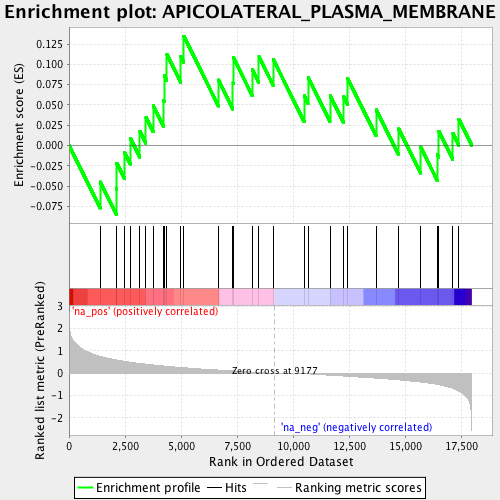 Enrichment plot: APICOLATERAL_PLASMA_MEMBRANE
Enrichment score (ES)
0.125
0.100
0.075
0.050
0.025
0.000
-0.025
-0.050
-0.075
'na_pos' (positively correlated)
Ranked list metric (PreRanked)
3
2
1
0
-1
-2
Zero cross at 9177
'na_neg' (negatively correlated)
0
2,500
5,000
7,500
10,000
12,500
15,000
17,500
Rank in Ordered Dataset
Enrichment profile
Hits
Ranking metric scores